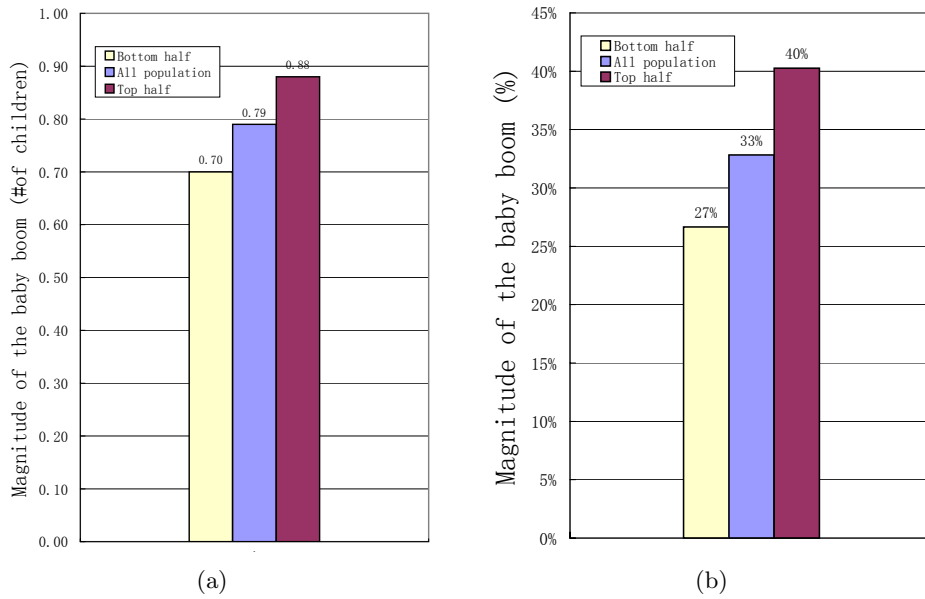 Magnitude of the baby boom (#of children)
1.00
0.90
0.80
0.70
0.60
0.50
0.40
0.30
0.20
0.10
0.00
Bottom half
All population
Top half
0.70
0.79
0.88
(a)
Magnitude of the baby boom (%)
45%
40%
35%
30%
25%
20%
15%
10%
5%
0%
Bottom half
All population
Top half
27%
33%
40%
(b)